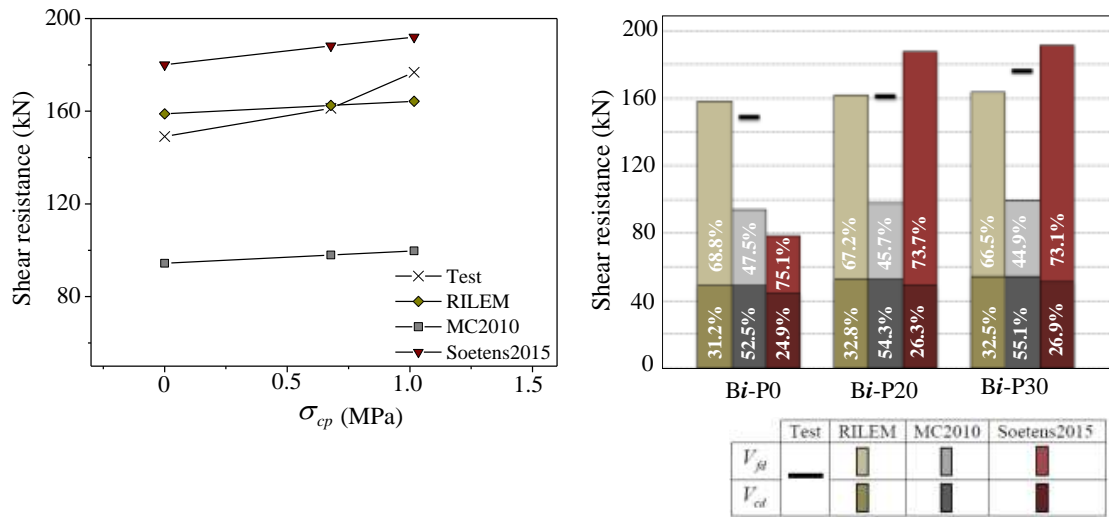 Shear resistance (kN)
200
160
120
80
0
0.5
1.0
1.5
σcp (MPa)
Test
RILEM
MC2010
Soetens2015
Shear resistance (kN)
200
160
120
80
40
0
68.8% 47.5% 75.1% 67.2% 45.7% 73.7% 66.5% 44.9% 73.1%
31.2% 52.5% 24.9% 32.8% 54.3% 26.3% 32.5% 55.1% 26.9%
Bi-P0 Bi-P20 Bi-P30
Test RILEM MC2010 Soetens2015
Vfd
Vcd